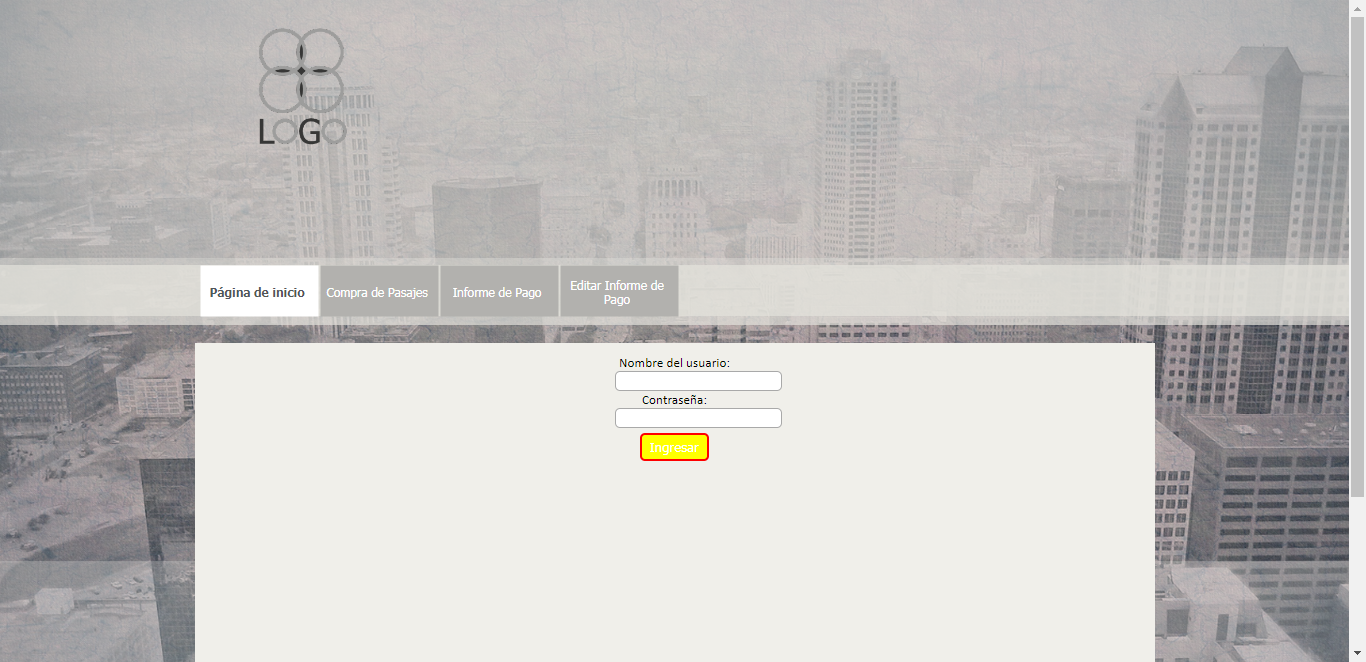 LoGo
Página de inicio
Compra de Pasajes
Informe de Pago
Editar Informe de
Pago
Nombre del usuario:
Contraseña:
Ingresar